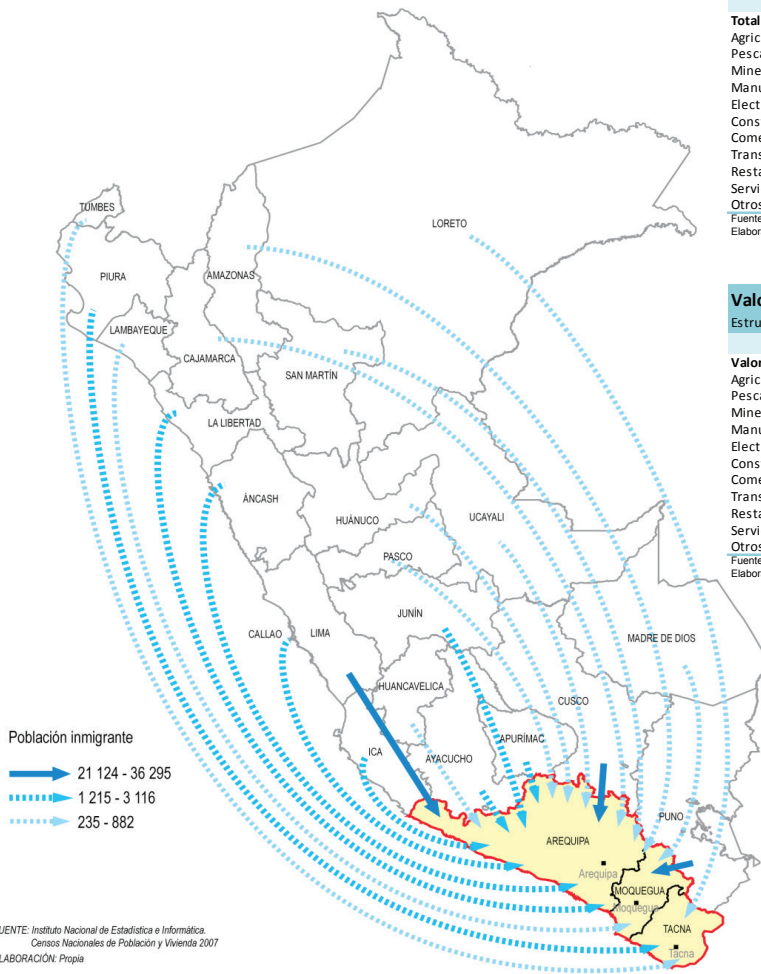 TUMBES
LORETO
PIURA
AMAZONAS
LAMBAYEQUE
CAJAMARCA
SAN MARTÍN
LA LIBERTAD
ÁNCASH
HUÁNUCO
UCAYALI
PASCO
JUNÍN
CALLAO
LIMA
MADRE DE DIOS
HUANCAVELICA
CUSCO
ICA
AYACUCHO
APURÍMAC
PUNO
AREQUIPA
Arequipa
MOQUEGUA
Moquegua
TACNA
Tacna
Población inmigrante
21 124 - 36 295
1 215 - 3 116
235 - 882
UENTE: Instituto Nacional de Estadística e Informática.
Censos Nacionales de Población y Vivienda 2007
LABORACIÓN: Propia
Total
Agric
Pesca
Mine
Manu
Elect
Cons
Come
Trans
Resta
Servi
Otros
Fuente
Elabor
Valo
Estru
Valor
Agric
Pesca
Mine
Manu
Elect
Cons
Come
Trans
Resta
Servi
Otros
Fuente
Elabor